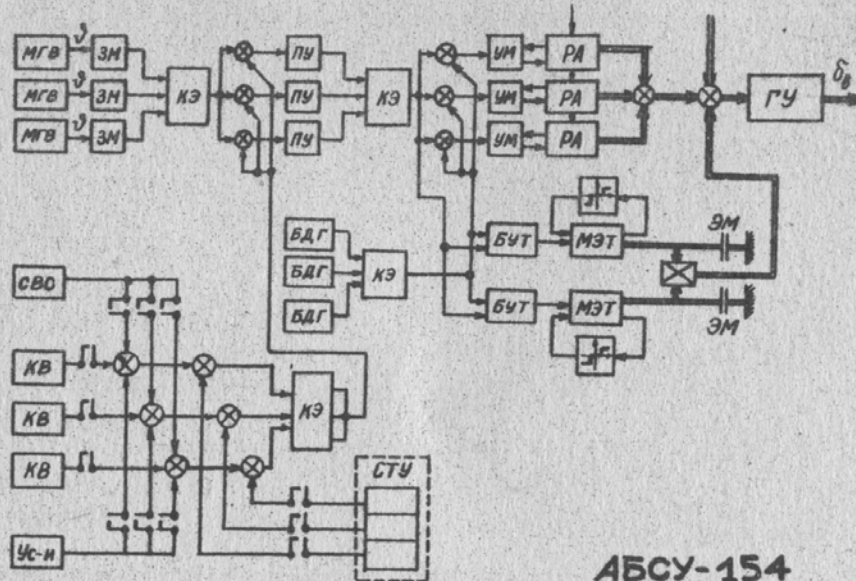 МГВ ϑ ЗМ
МГВ ϑ ЗМ
МГВ ϑ ЗМ
КЭ
ПУ
ПУ
ПУ
КЭ
УМ РА
УМ РА
УМ РА
ГУ
δв
БДГ
БДГ
БДГ
КЭ
БУТ МЭТ ЭМ
БУТ МЭТ ЭМ
СВС
КВ
КВ
КВ
Ус-и
КЭ
СТУ
АБСУ-154